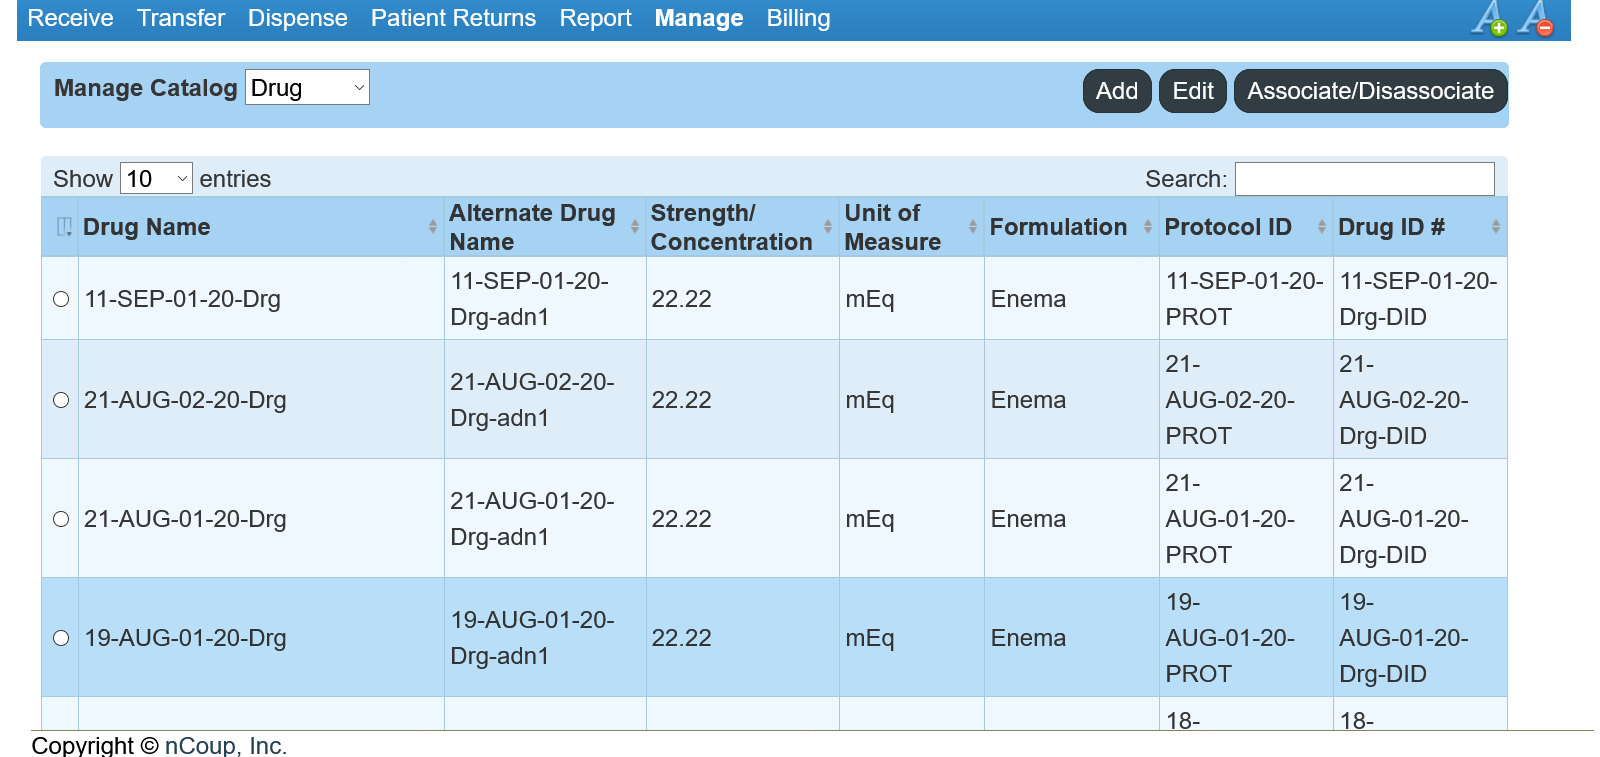 Receive Transfer Dispense Patient Returns Report Manage Billing
Manage Catalog Drug Add Edit Associate/Disassociate
Show 10 entries Search:
Drug Name Alternate Drug Name Strength/ Concentration Unit of Measure Formulation Protocol ID Drug ID #
11-SEP-01-20-Drg 11-SEP-01-20-Drg-adn1 22.22 mEq Enema 11-SEP-01-20-PROT 11-SEP-01-20-Drg-DID
21-AUG-02-20-Drg 21-AUG-02-20-Drg-adn1 22.22 mEq Enema 21-AUG-02-20-PROT 21-AUG-02-20-Drg-DID
21-AUG-01-20-Drg 21-AUG-01-20-Drg-adn1 22.22 mEq Enema 21-AUG-01-20-PROT 21-AUG-01-20-Drg-DID
19-AUG-01-20-Drg 19-AUG-01-20-Drg-adn1 22.22 mEq Enema 19-AUG-01-20-PROT 19-AUG-01-20-Drg-DID
18- 18-
Copyright © nCoup, Inc.